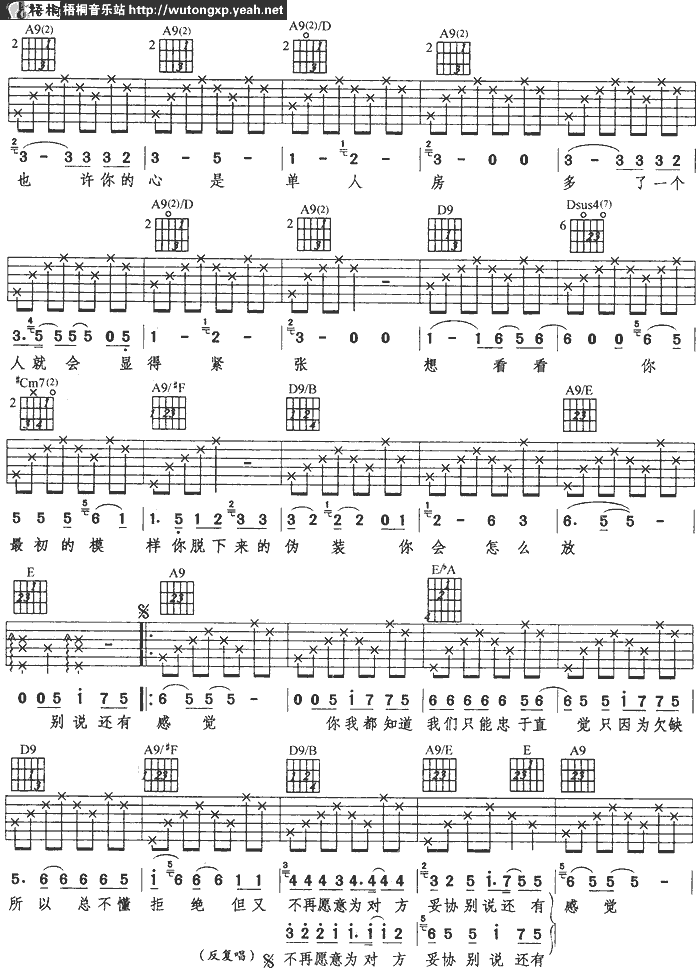 梧桐 梧桐音乐站 http://wutongxp.yeah.net
A9(2) A9(2) A9(2)/D A9(2)
2 2 2 2
3 - 3 3 3 2 | 3 - 5 - | 1 - 2 - | 3 - 0 0 | 3 - 3 3 3 2
也 许你的 心 是 单 人 房 多 了一个
A9(2)/D A9(2) D9 Dsus4(7)
2 2 6
3. 5 5 5 5 0 5 | 1 - 2 - | 3 - 0 0 | 1 - 1 6 5 6 | 6 0 0 6 5
人就会 显 得 紧 张 想 看看 你
#Cm7(2) A9/#F D9/B A9/E
2
5 5 5 6 1 | 1. 5 1 2 3 3 | 3 2 2 2 0 1 | 2 - 6 3 | 6. 5 5 -
最初的模 样你脱下来的 伪 装 你 会 怎么 放
E A9 E/bA
0 0 5 i 7 5 6 5 5 5 - | 0 0 5 i 7 7 5 | 6 6 6 6 6 5 6 | 6 5 5 i 7 5
别说还有 感 觉 你我都知道 我们只能忠于直 觉只因为欠缺
D9 A9/#F D9/B A9/E E A9
5. 6 6 6 6 5 | i 6 6 6 1 1 | 4 4 4 3 4. 4 4 4 | 3 2 5 i. 7 5 5 | 6 5 5 5 -
所以 总不懂 拒 绝 但又 不再愿意为 对 方 妥协别说还有 感 觉
3 2 2 i i. i i 2 | 6 5 5 i 7 5
(反复唱) 不再愿意为对方 妥协别说还有